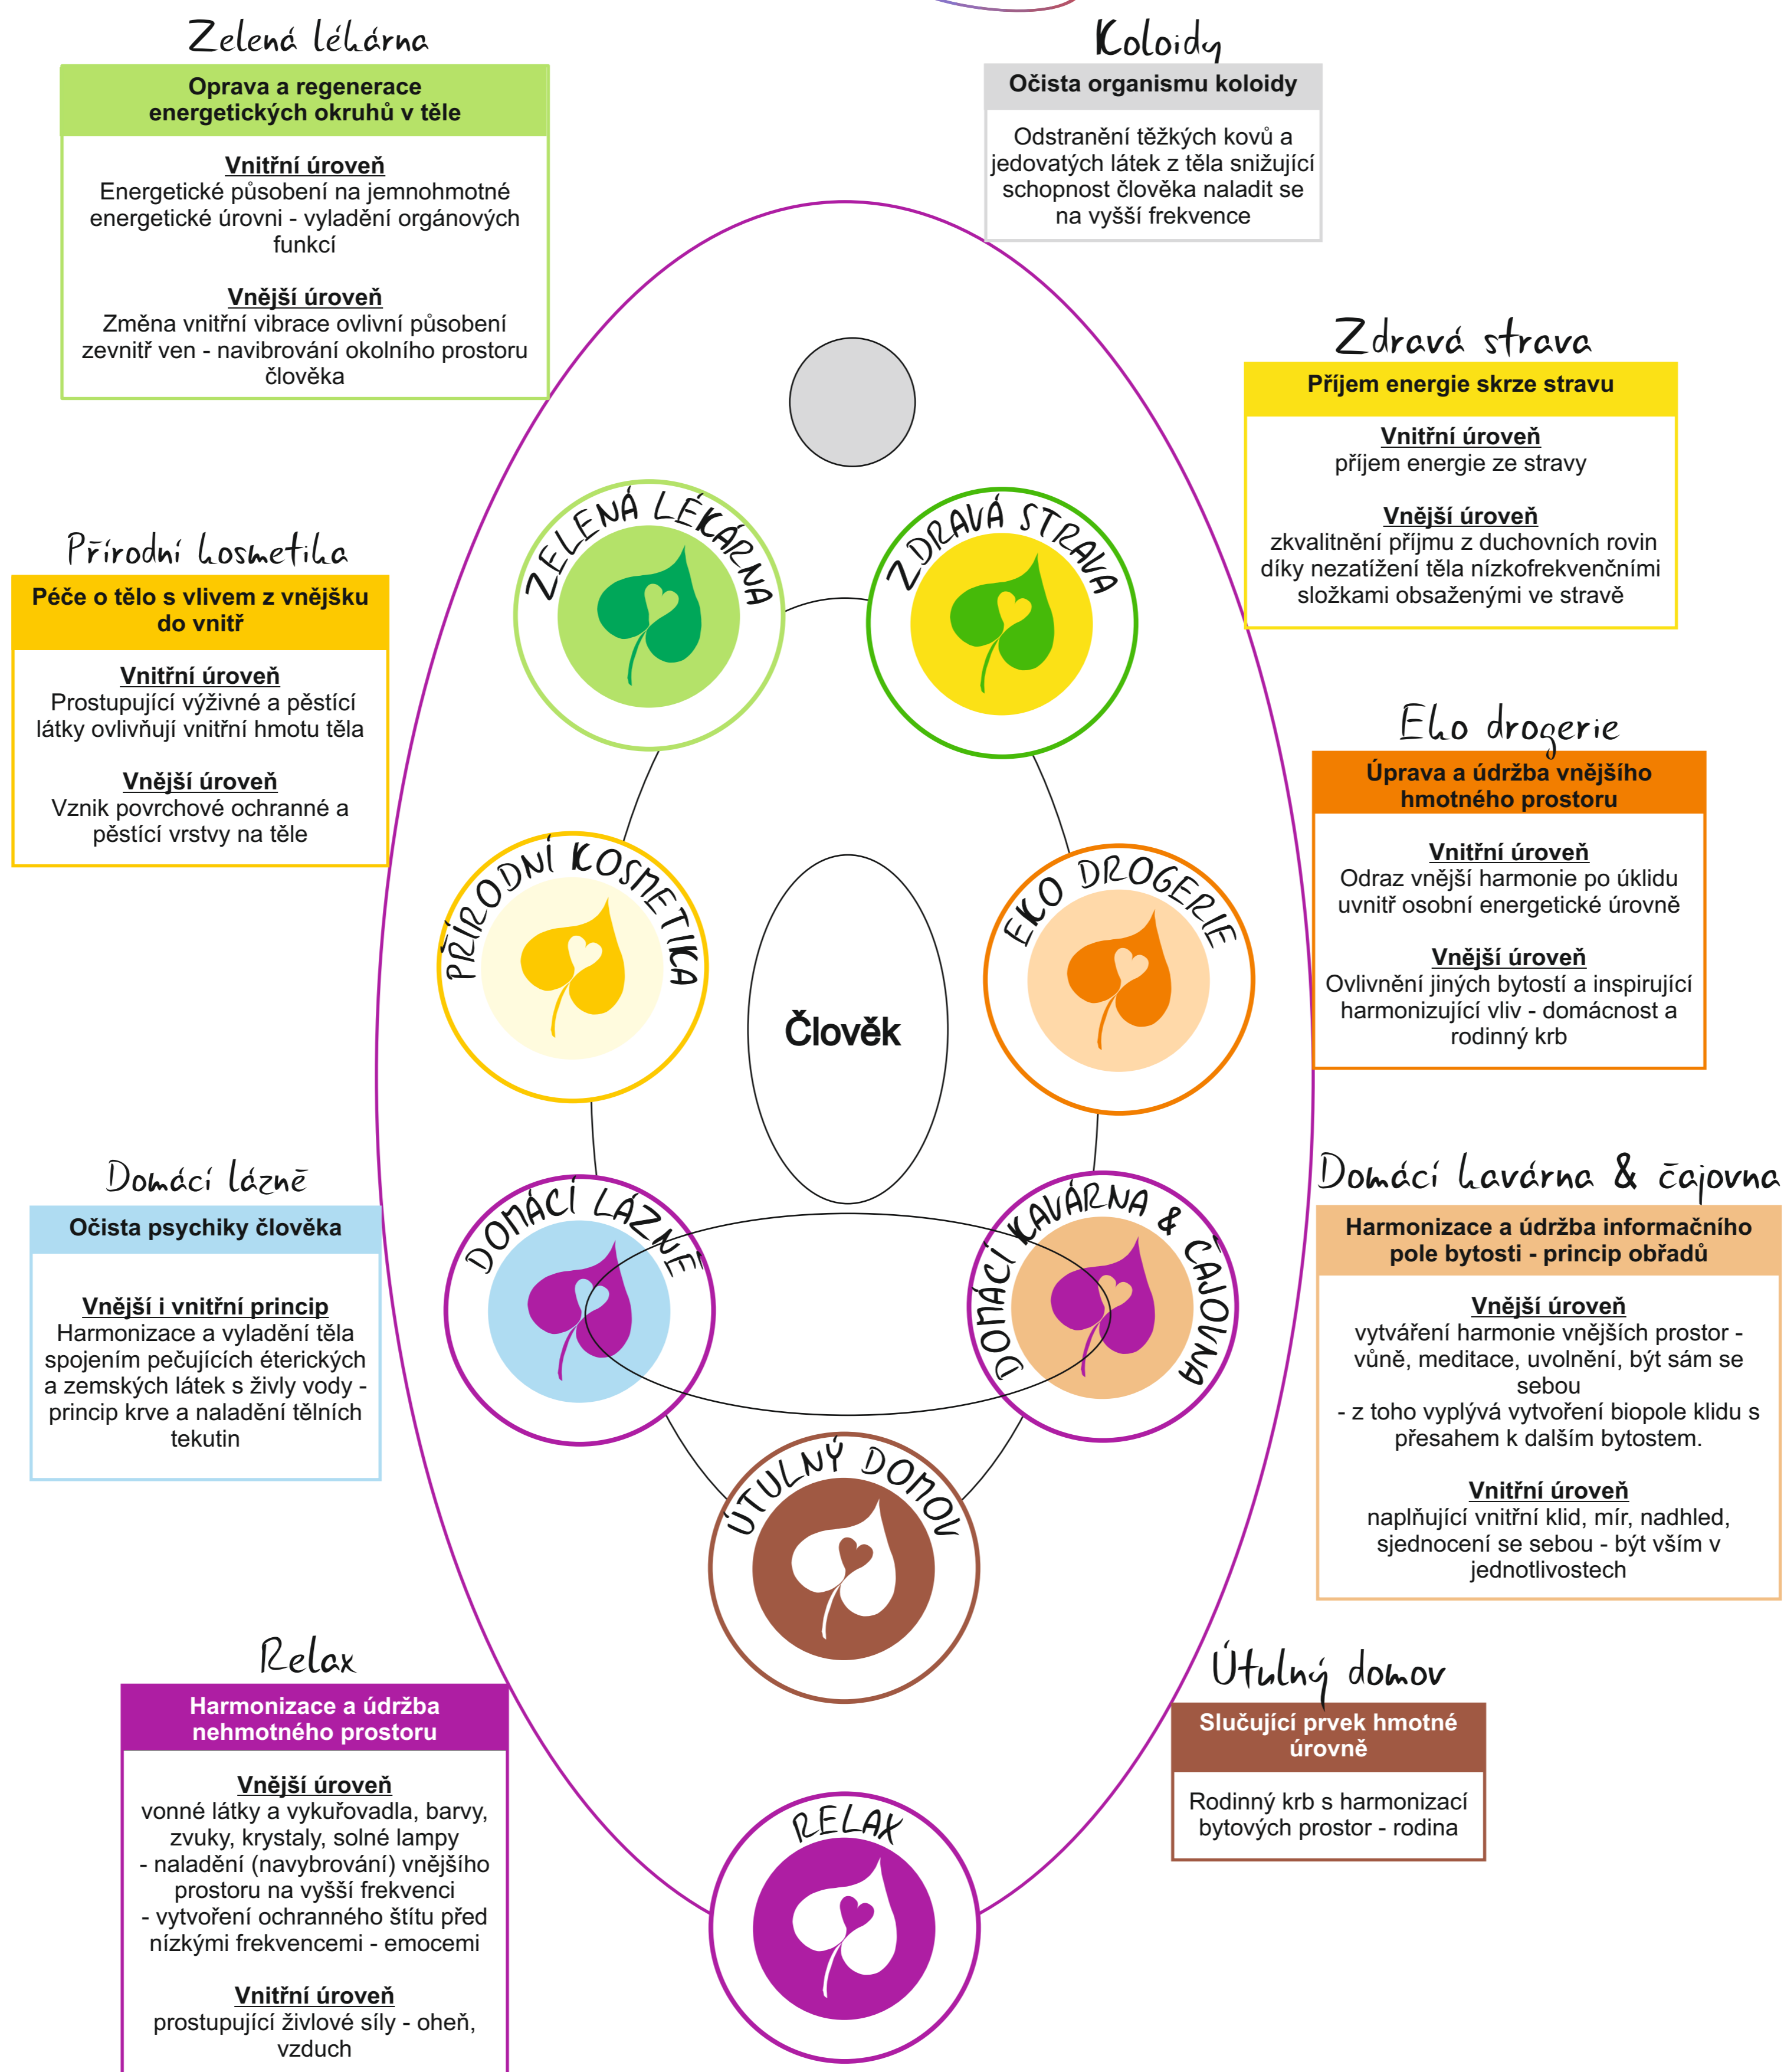 Zelená lékárna
Oprava a regenerace
energetických okruhů v těle
Vnitřní úroveň
Energetické působení na jemnohmotné
energetické úrovni - vyladění orgánových
funkcí
Vnější úroveň
Změna vnitřní vibrace ovlivní působení
zevnitř ven - navibrování okolního prostoru
člověka
Koloidy
Očista organismu koloidy
Odstranění těžkých kovů a
jedovatých látek z těla snižující
schopnost člověka naladit se
na vyšší frekvence
Zdravá strava
Příjem energie skrze stravu
Vnitřní úroveň
příjem energie ze stravy
Vnější úroveň
zkvalitnění příjmu z duchovních rovin
díky nezatížení těla nízkofrekvenčními
složkami obsaženými ve stravě
Přírodní kosmetika
Péče o tělo s vlivem z vnějšku
do vnitř
Vnitřní úroveň
Prostupující výživné a pěstící
látky ovlivňují vnitřní hmotu těla
Vnější úroveň
Vznik povrchové ochranné a
pěstící vrstvy na těle
Eko drogerie
Úprava a údržba vnějšího
hmotného prostoru
Vnitřní úroveň
Odraz vnější harmonie po úklidu
uvnitř osobní energetické úrovně
Vnější úroveň
Ovlivnění jiných bytostí a inspirující
harmonizující vliv - domácnost a
rodinný krb
ZELENÁ LÉKÁRNA
ZDRAVÁ STRAVA
PŘÍRODNÍ KOSMETIKA
EKO DROGERIE
Člověk
DOMÁCÍ LÁZNĚ
DOMÁCÍ KAVÁRNA & ČAJOVNA
ÚTULNÝ DOMOV
RELAX
Domácí lázně
Očista psychiky člověka
Vnější i vnitřní princip
Harmonizace a vyladění těla
spojením pečujících éterických
a zemských látek s živly vody -
princip krve a naladění tělních
tekutin
Domácí kavárna & čajovna
Harmonizace a údržba informačního
pole bytosti - princip obřadů
Vnější úroveň
vytváření harmonie vnějších prostor -
vůně, meditace, uvolnění, být sám se
sebou
- z toho vyplývá vytvoření biopole klidu s
přesahem k dalším bytostem.
Vnitřní úroveň
naplňující vnitřní klid, mír, nadhled,
sjednocení se sebou - být vším v
jednotlivostech
Relax
Harmonizace a údržba
nehmotného prostoru
Vnější úroveň
vonné látky a vykuřovadla, barvy,
zvuky, krystaly, solné lampy
- naladění (navybrování) vnějšího
prostoru na vyšší frekvenci
- vytvoření ochranného štítu před
nízkými frekvencemi - emocemi
Vnitřní úroveň
prostupující živlové síly - oheň,
vzduch
Útulný domov
Slučující prvek hmotné
úrovně
Rodinný krb s harmonizací
bytových prostor - rodina